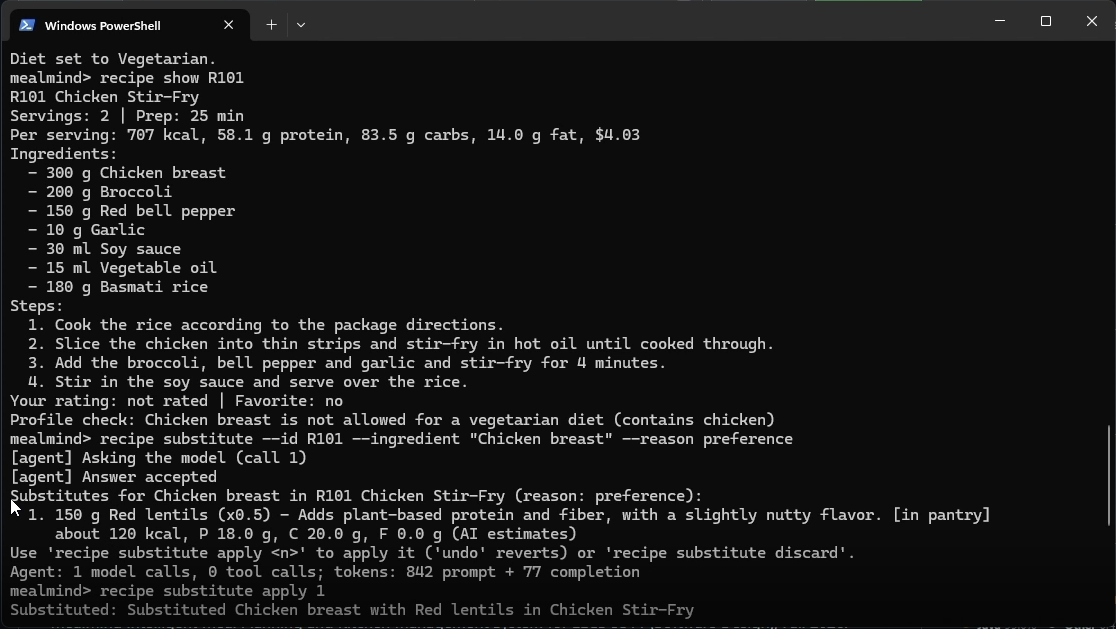 Windows PowerShell
Diet set to Vegetarian.
mealmind> recipe show R101
R101 Chicken Stir-Fry
Servings: 2 | Prep: 25 min
Per serving: 707 kcal, 58.1 g protein, 83.5 g carbs, 14.0 g fat, $4.03
Ingredients:
- 300 g Chicken breast
- 200 g Broccoli
- 150 g Red bell pepper
- 10 g Garlic
- 30 ml Soy sauce
- 15 ml Vegetable oil
- 180 g Basmati rice
Steps:
1. Cook the rice according to the package directions.
2. Slice the chicken into thin strips and stir-fry in hot oil until cooked through.
3. Add the broccoli, bell pepper and garlic and stir-fry for 4 minutes.
4. Stir in the soy sauce and serve over the rice.
Your rating: not rated | Favorite: no
Profile check: Chicken breast is not allowed for a vegetarian diet (contains chicken)
mealmind> recipe substitute --id R101 --ingredient "Chicken breast" --reason preference
[agent] Asking the model (call 1)
[agent] Answer accepted
Substitutes for Chicken breast in R101 Chicken Stir-Fry (reason: preference):
1. 150 g Red lentils (x0.5) - Adds plant-based protein and fiber, with a slightly nutty flavor. [in pantry]
about 120 kcal, P 18.0 g, C 20.0 g, F 0.0 g (AI estimates)
Use 'recipe substitute apply <n>' to apply it ('undo' reverts) or 'recipe substitute discard'.
Agent: 1 model calls, 0 tool calls; tokens: 842 prompt + 77 completion
mealmind> recipe substitute apply 1
Substituted: Substituted Chicken breast with Red lentils in Chicken Stir-Fry